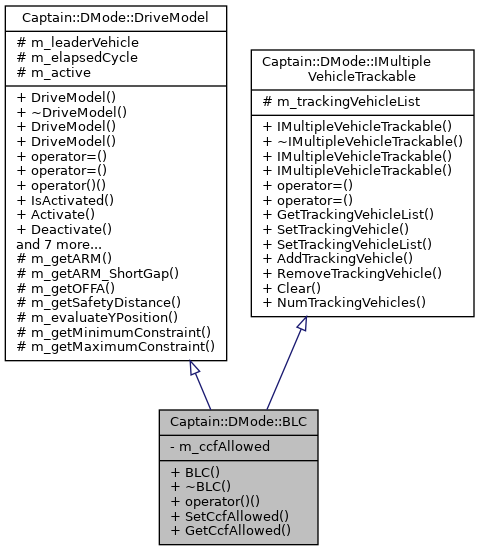 Captain::DMode::DriveModel
# m_leaderVehicle
# m_elapsedCycle
# m_active
+ DriveModel()
+ ~DriveModel()
+ DriveModel()
+ DriveModel()
+ operator=()
+ operator=()
+ operator()()
+ IsActivated()
+ Activate()
+ Deactivate()
and 7 more...
# m_getARM()
# m_getARM_ShortGap()
# m_getOFFA()
# m_getSafetyDistance()
# m_evaluateYPosition()
# m_getMinimumConstraint()
# m_getMaximumConstraint()
Captain::DMode::IMultiple
VehicleTrackable
# m_trackingVehicleList
+ IMultipleVehicleTrackable()
+ ~IMultipleVehicleTrackable()
+ IMultipleVehicleTrackable()
+ IMultipleVehicleTrackable()
+ operator=()
+ operator=()
+ GetTrackingVehicleList()
+ SetTrackingVehicle()
+ SetTrackingVehicleList()
+ AddTrackingVehicle()
+ RemoveTrackingVehicle()
+ Clear()
+ NumTrackingVehicles()
Captain::DMode::BLC
- m_ccfAllowed
+ BLC()
+ ~BLC()
+ operator()()
+ SetCcfAllowed()
+ GetCcfAllowed()